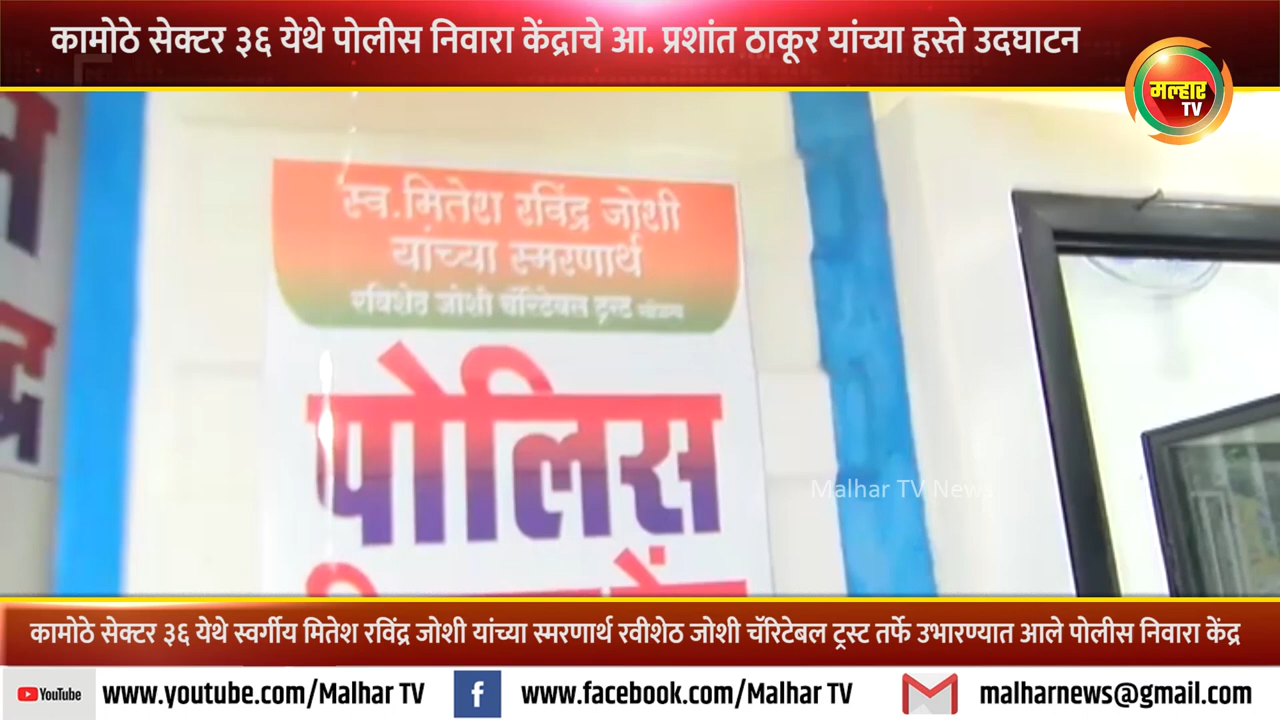 कामोठे सेक्टर ३६ येथे पोलीस निवारा केंद्राचे आ. प्रशांत ठाकूर यांच्या हस्ते उदघाटन
मल्हार
TV
स्व.मितेश रविंद्र जोशी
यांच्या स्मरणार्थ
रविशेठ जोशी चॅरिटेबल ट्रस्ट
पोलिस
Malhar TV News
कामोठे सेक्टर ३६ येथे स्वर्गीय मितेश रविंद्र जोशी यांच्या स्मरणार्थ रवीशेठ जोशी चॅरिटेबल ट्रस्ट तर्फे उभारण्यात आले पोलीस निवारा केंद्र
YouTube www.youtube.com/Malhar TV f www.facebook.com/Malhar TV malharnews@gmail.com